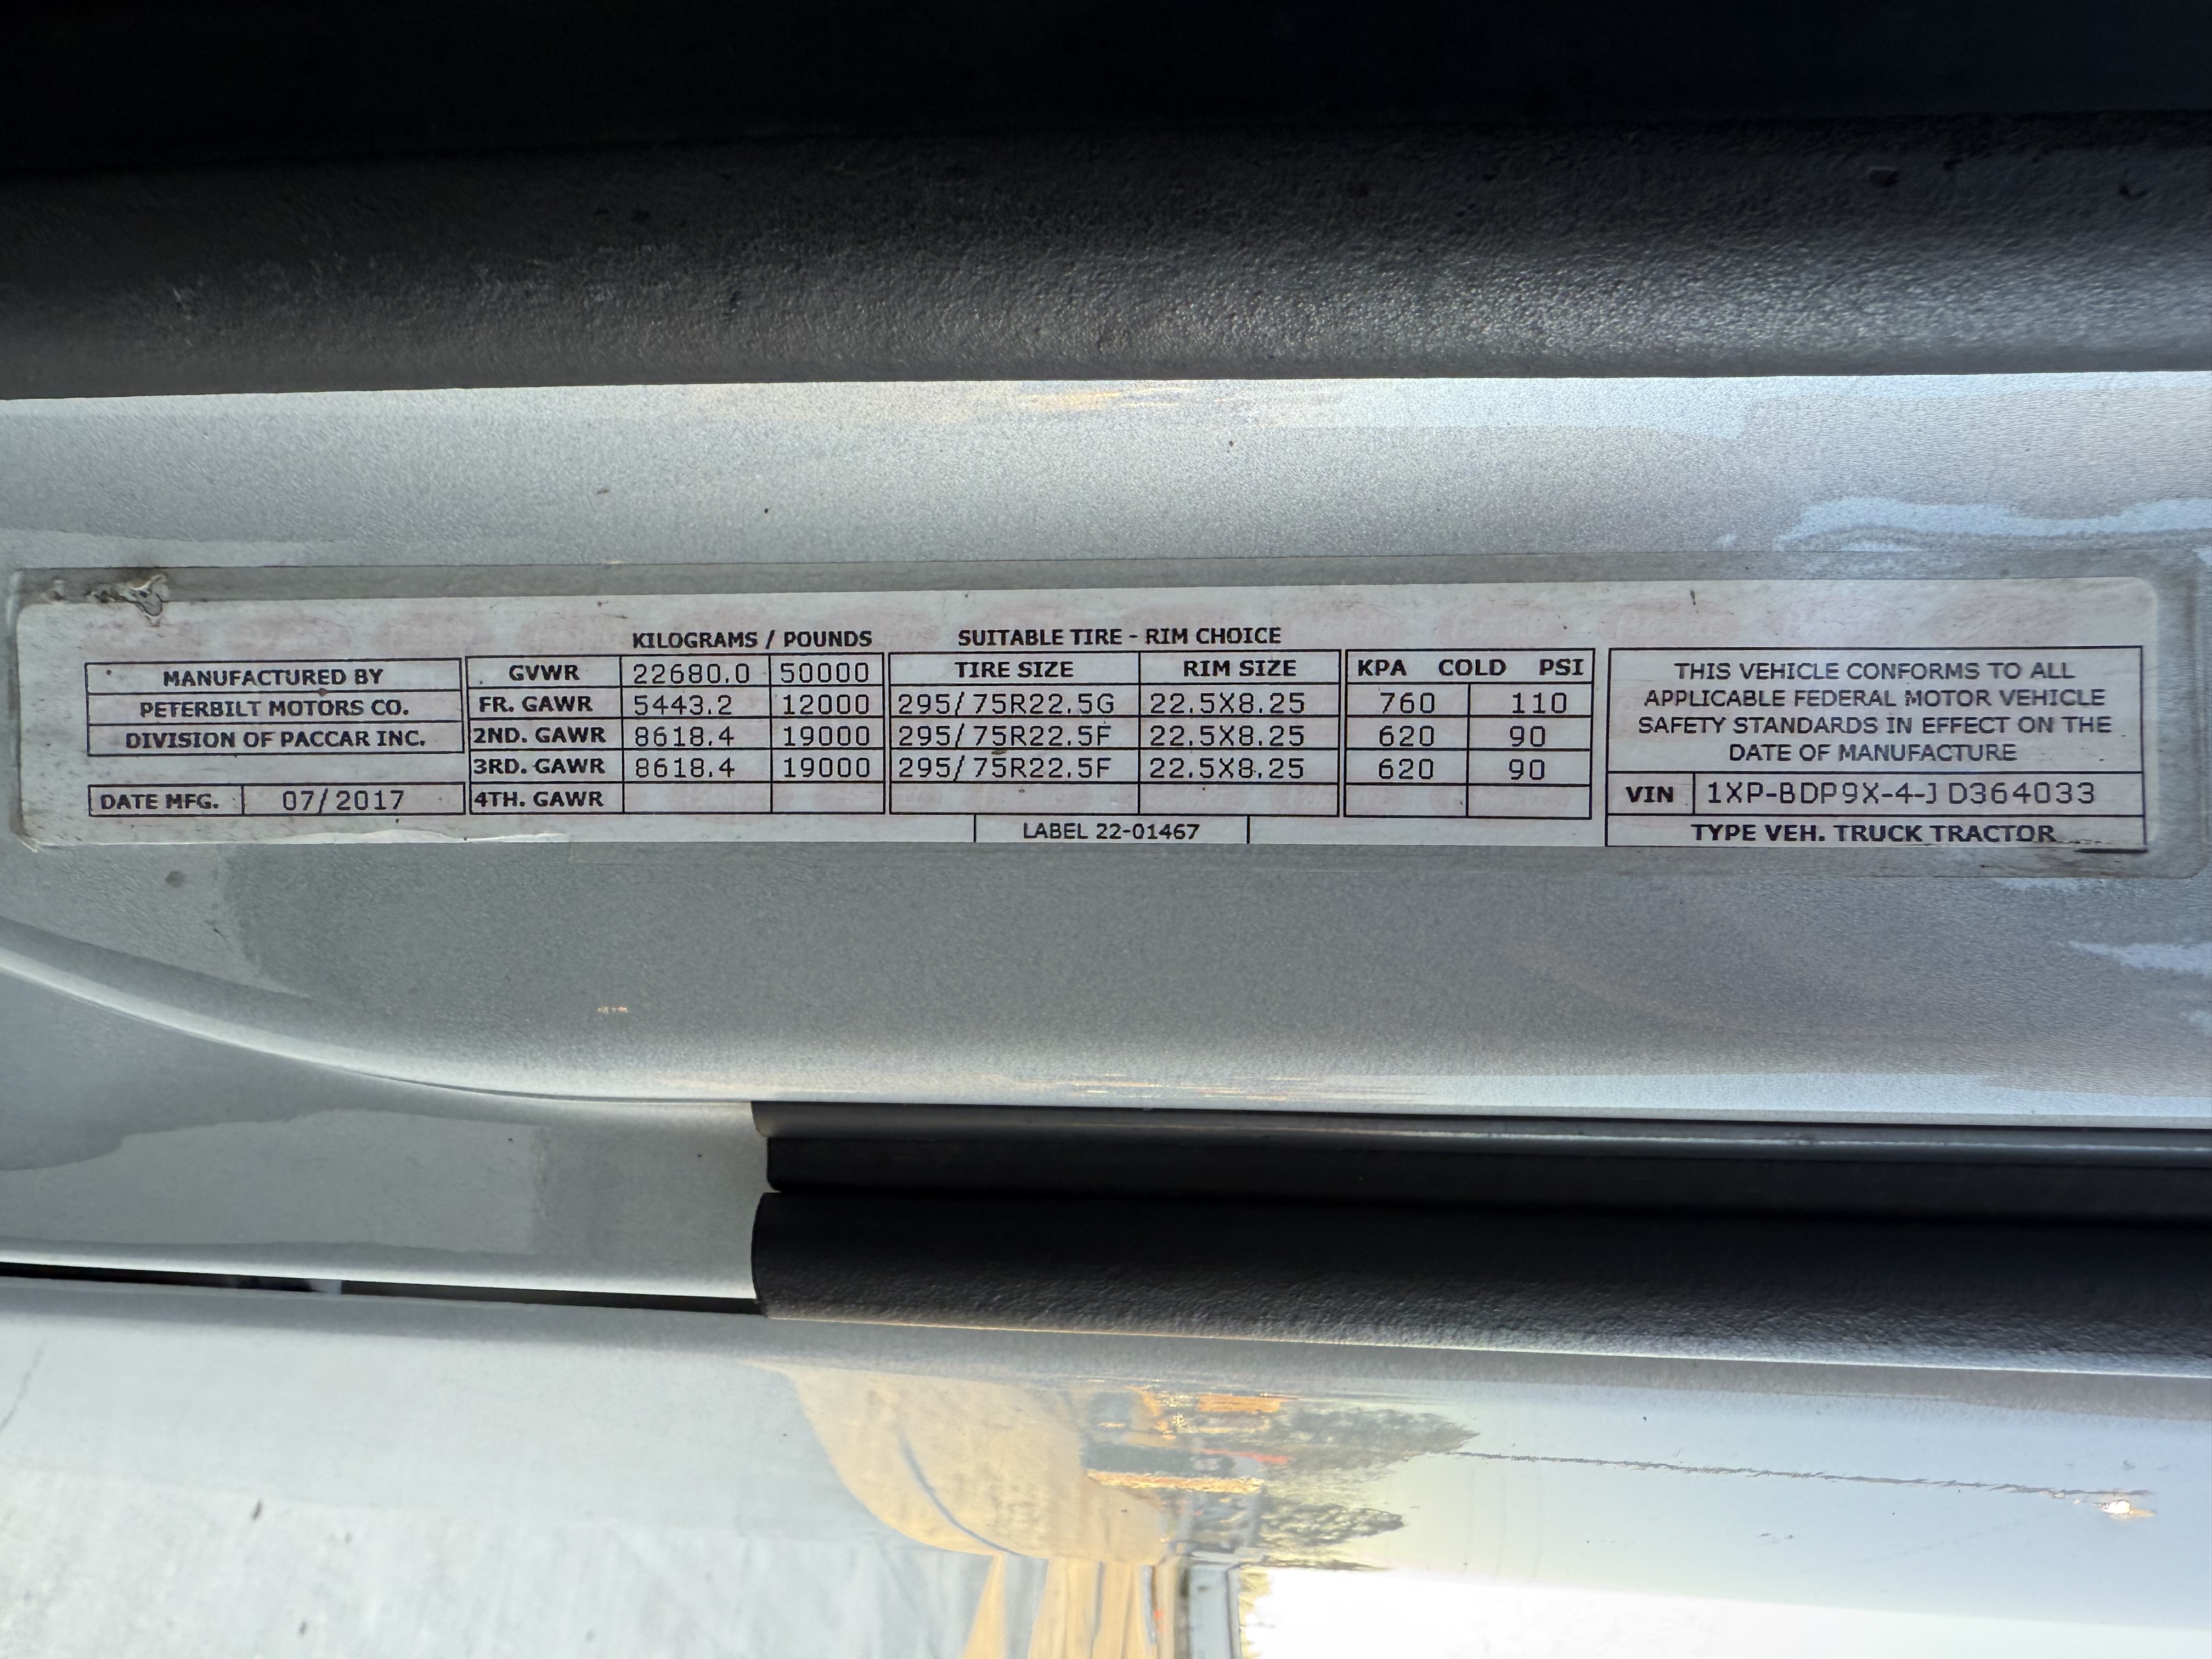 KILOGRAMS / POUNDS SUITABLE TIRE - RIM CHOICE
MANUFACTURED BY
PETERBILT MOTORS CO.
DIVISION OF PACCAR INC.
DATE MFG. 07/2017
GVWR 22680.0 50000 TIRE SIZE RIM SIZE KPA COLD PSI
FR. GAWR 5443.2 12000 295/75R22.5G 22.5X8.25 760 110
2ND. GAWR 8618.4 19000 295/75R22.5F 22.5X8.25 620 90
3RD. GAWR 8618.4 19000 295/75R22.5F 22.5X8.25 620 90
4TH. GAWR
LABEL 22-01467
THIS VEHICLE CONFORMS TO ALL
APPLICABLE FEDERAL MOTOR VEHICLE
SAFETY STANDARDS IN EFFECT ON THE
DATE OF MANUFACTURE
VIN 1XP-BDP9X-4-JD364033
TYPE VEH. TRUCK TRACTOR